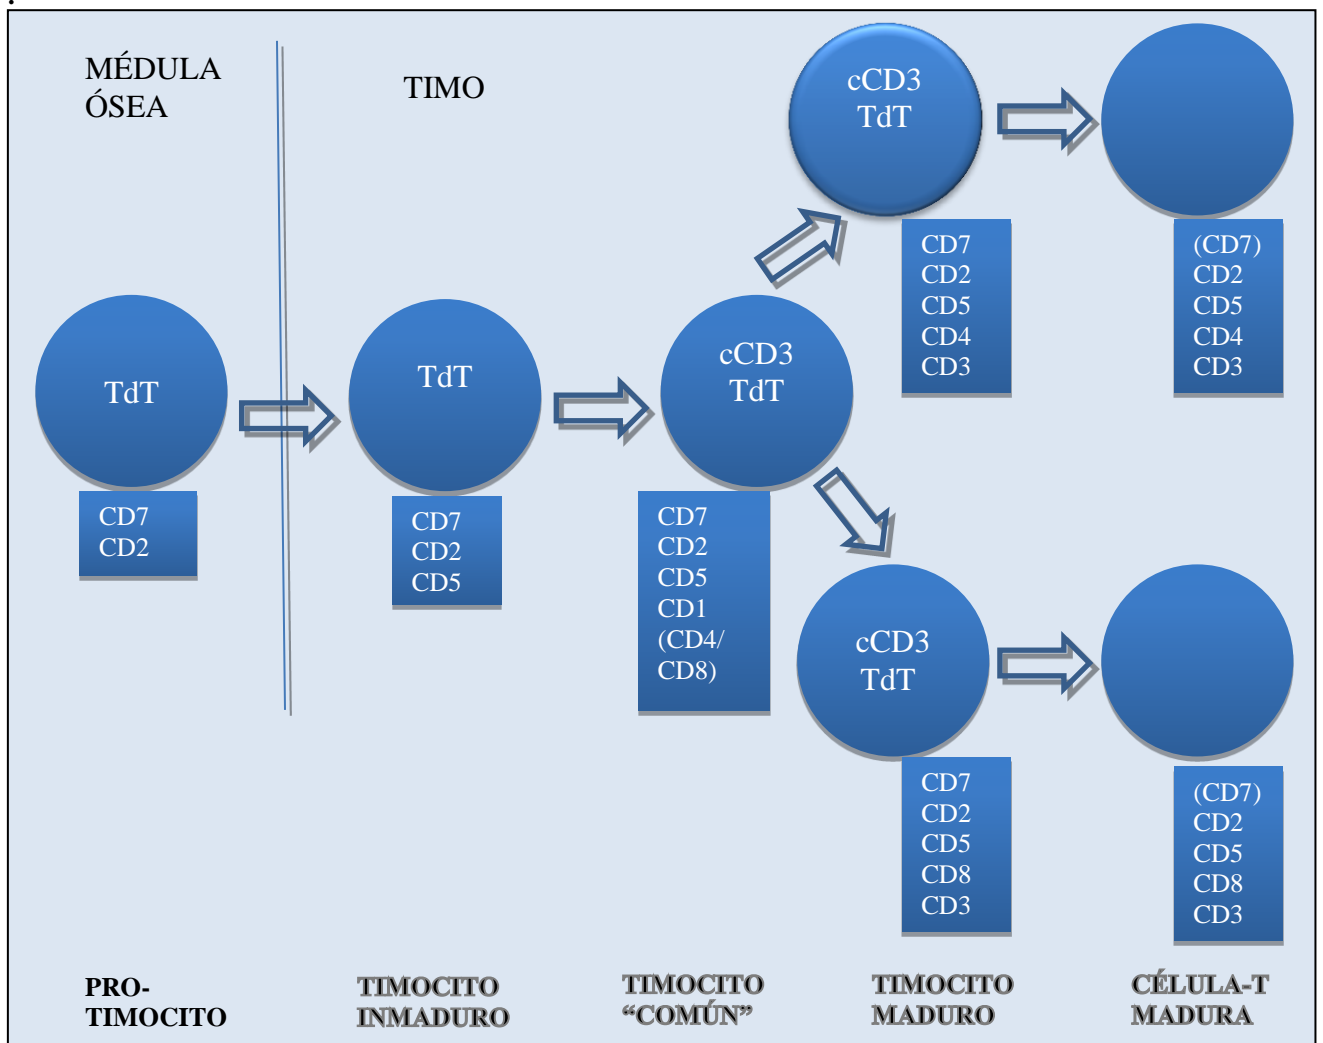 .
MÉDULA
ÓSEA
TIMO
TdT
CD7
CD2
TdT
CD7
CD2
CD5
cCD3
TdT
CD7
CD2
CD5
CD1
(CD4/
CD8)
cCD3
TdT
CD7
CD2
CD5
CD4
CD3
(CD7)
CD2
CD5
CD4
CD3
cCD3
TdT
CD7
CD2
CD5
CD8
CD3
(CD7)
CD2
CD5
CD8
CD3
PRO-
TIMOCITO
TIMOCITO
INMADURO
TIMOCITO
“COMÚN”
TIMOCITO
MADURO
CÉLULA-T
MADURA